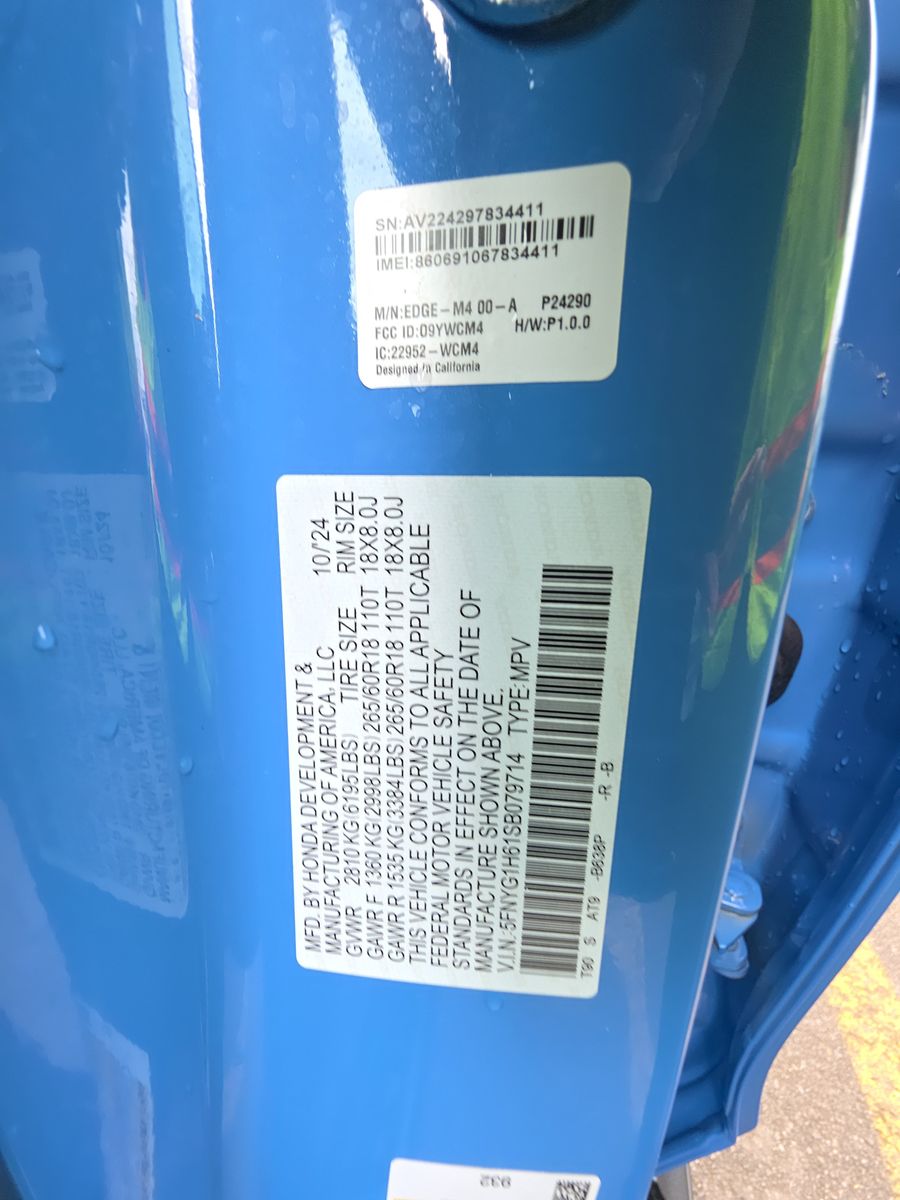 SN:AV224297834411
IMEI:860691067834411
M/N:EDGE-M4 00-A P24290
FCC ID:O9YWCM4 H/W:P1.0.0
IC:22952-WCM4
Designed in California
MFD. BY HONDA DEVELOPMENT &
MANUFACTURING OF AMERICA, LLC 10/'24
GVWR 2810 KG(6195LBS) TIRE SIZE RIM SIZE
GAWR F 1360 KG(2998LBS) 265/60R18 110T 18X8.0J
GAWR R 1535 KG(3384LBS) 265/60R18 110T 18X8.0J
THIS VEHICLE CONFORMS TO ALL APPLICABLE
FEDERAL MOTOR VEHICLE SAFETY
STANDARDS IN EFFECT ON THE DATE OF
MANUFACTURE SHOWN ABOVE.
V.I.N.:5FNYG1H61SB079714 TYPE:MPV
T90 S AT9 -B638P -R -B
932